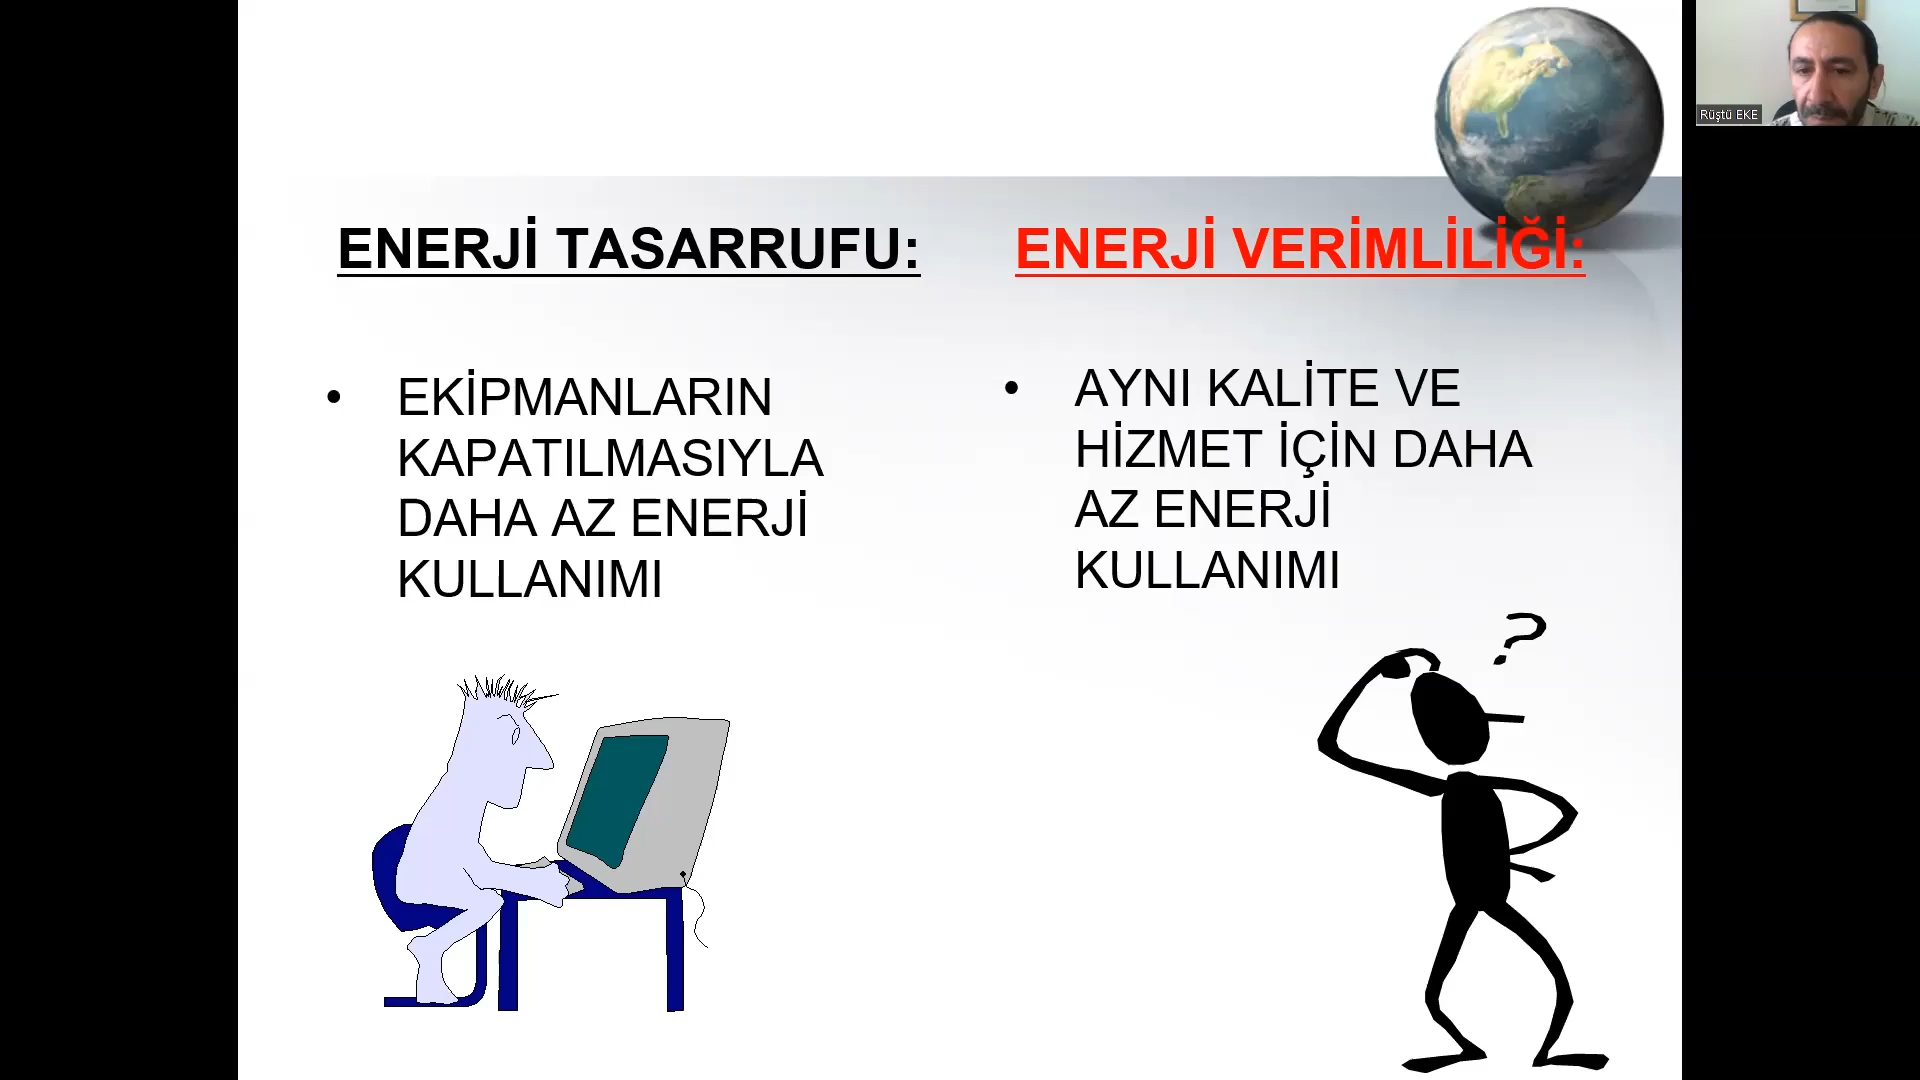 ENERJİ TASARRUFU:
• EKİPMANLARIN
KAPATILMASIYLA
DAHA AZ ENERJİ
KULLANIMI
ENERJİ VERİMLİLİĞİ:
• AYNI KALİTE VE
HİZMET İÇİN DAHA
AZ ENERJİ
KULLANIMI
?
Rüştü EKE